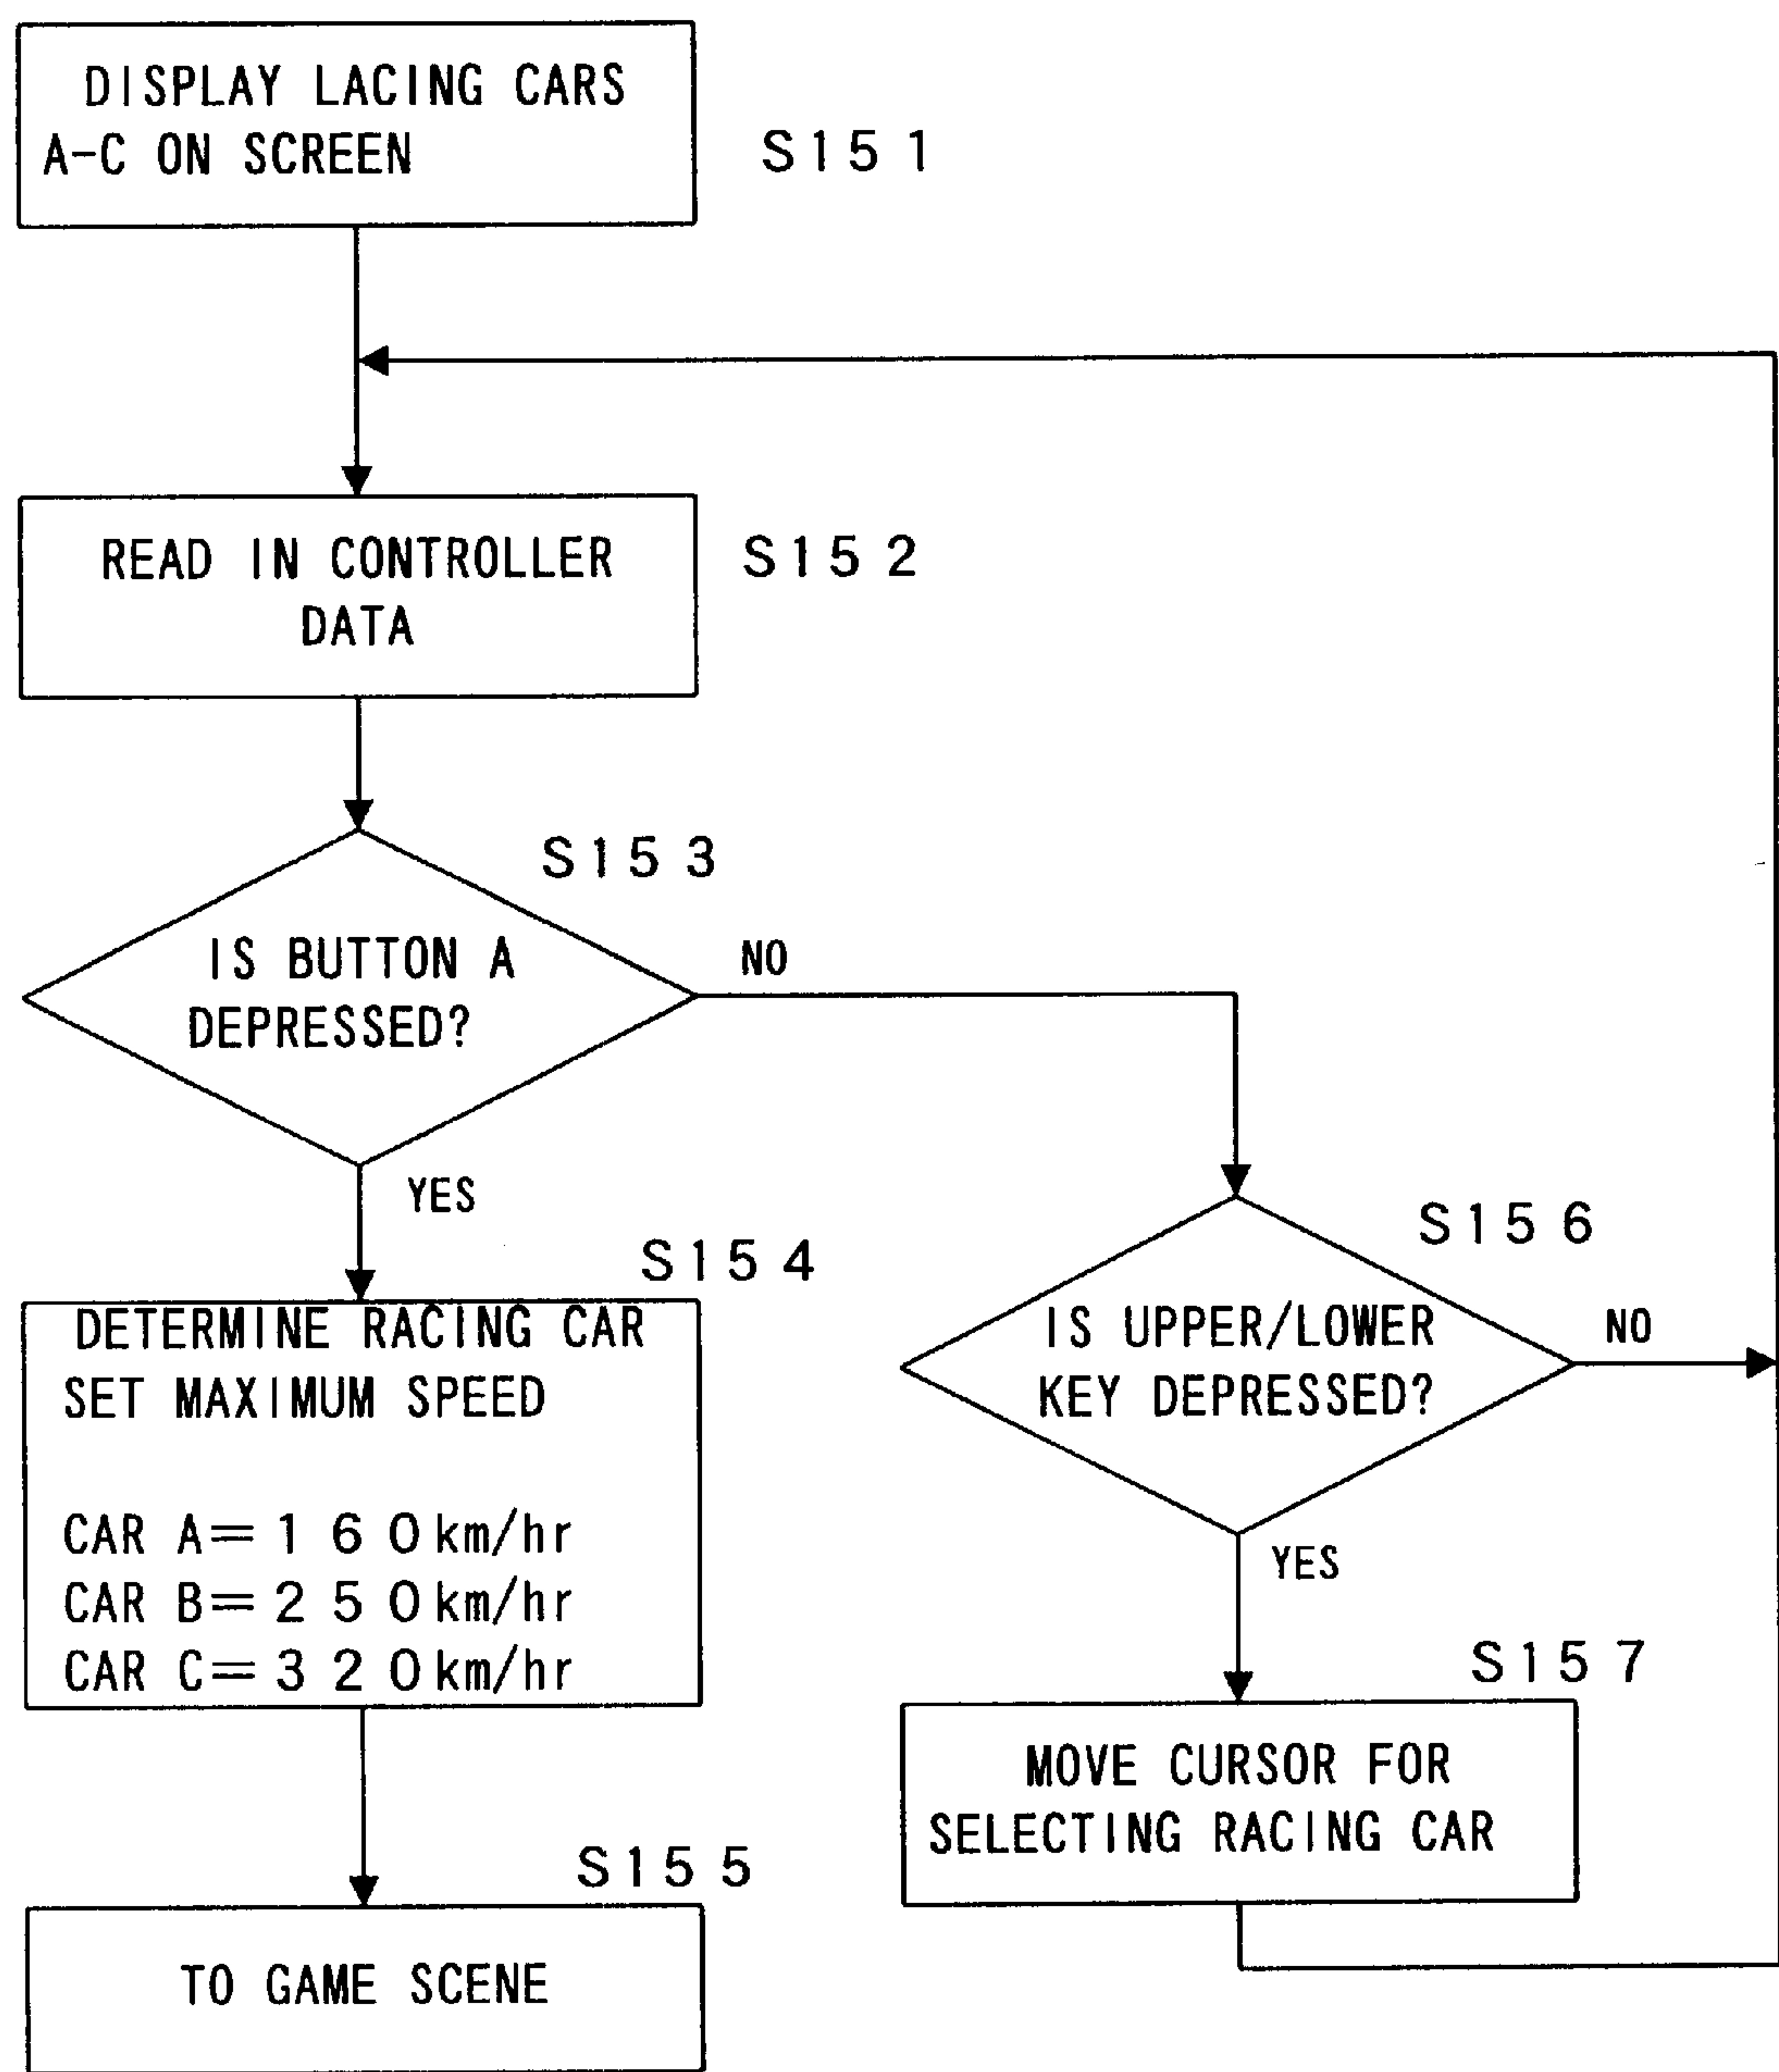 DISPLAY LACING CARS
A-C ON SCREEN
S151
READ IN CONTROLLER
DATA
S152
S153
IS BUTTON A
DEPRESSED?
NO
YES
S154
DETERMINE RACING CAR
SET MAXIMUM SPEED
CAR A=160km/hr
CAR B=250km/hr
CAR C=320km/hr
S155
TO GAME SCENE
S156
IS UPPER/LOWER
KEY DEPRESSED?
NO
YES
S157
MOVE CURSOR FOR
SELECTING RACING CAR